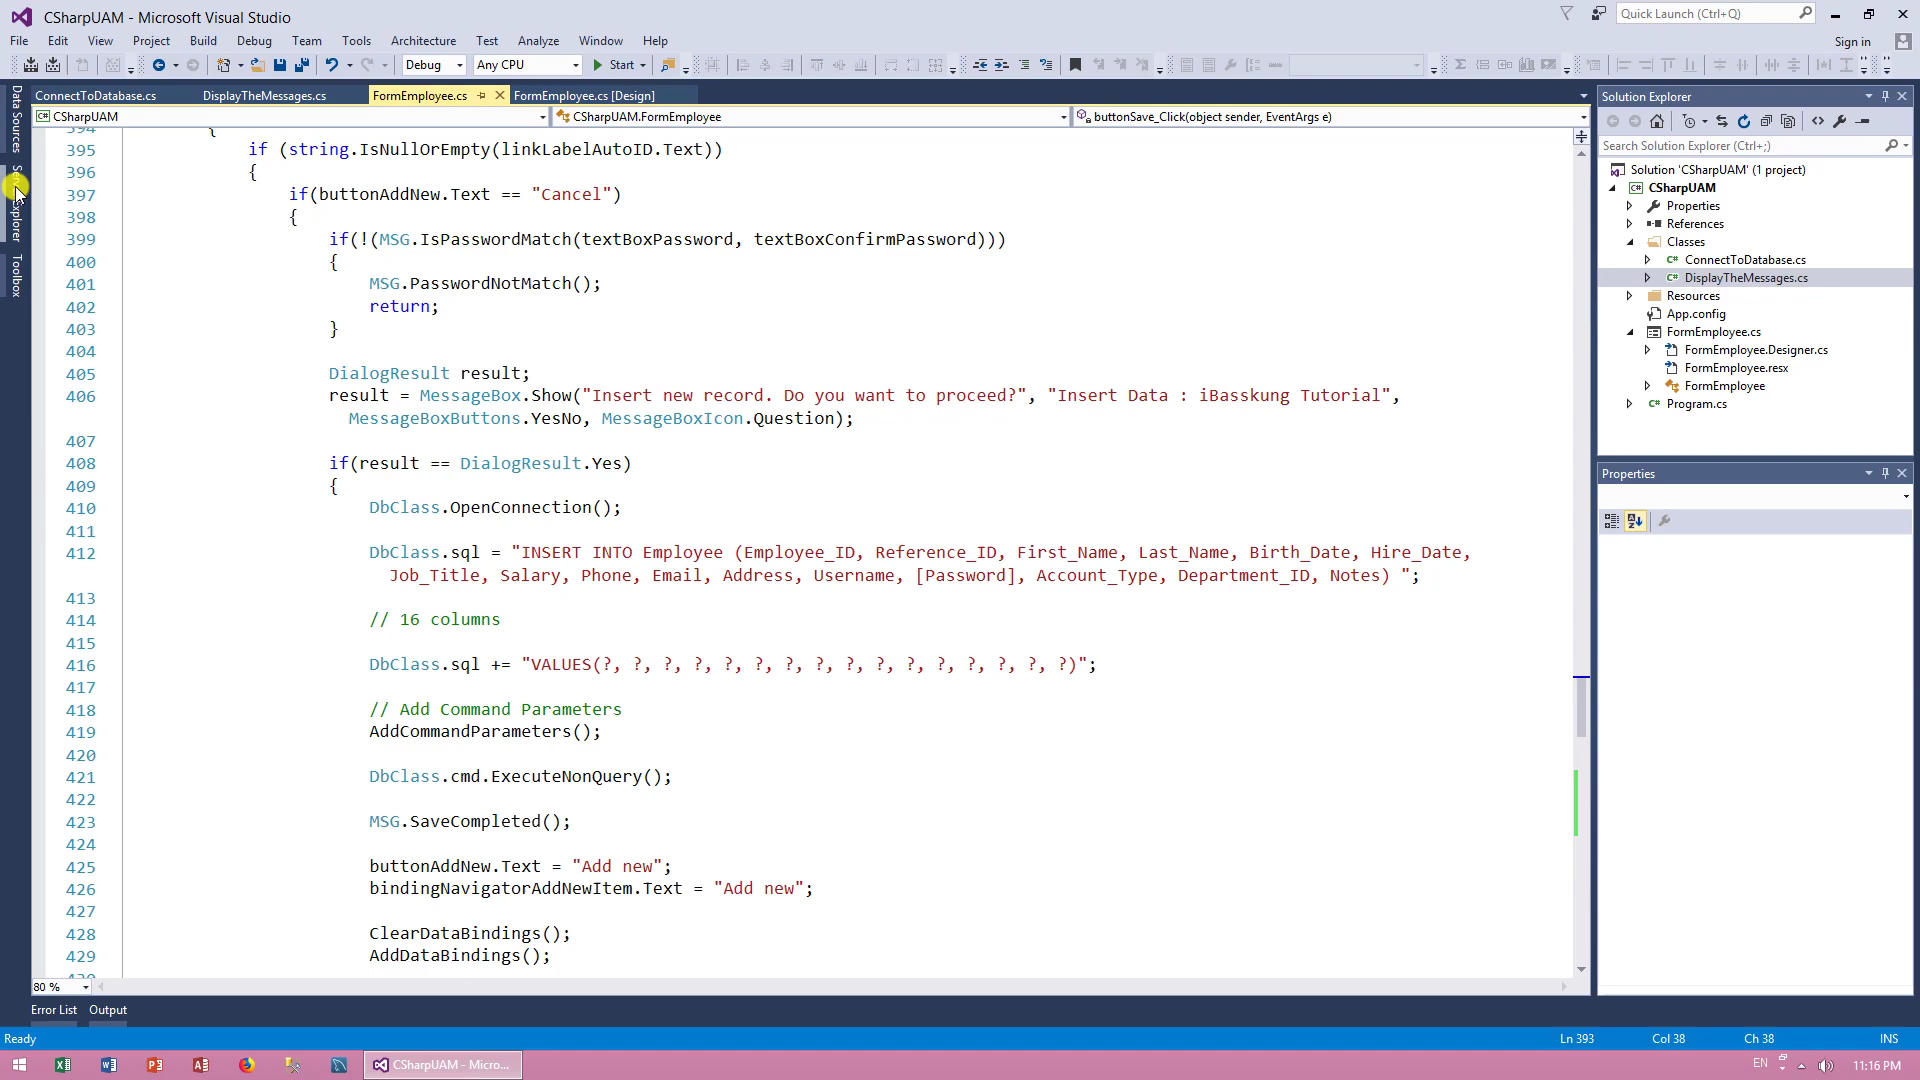 CSharpUAM - Microsoft Visual Studio
Quick Launch (Ctrl+Q)
File Edit View Project Build Debug Team Tools Architecture Test Analyze Window Help
Sign in
Debug Any CPU Start
ConnectToDatabase.cs DisplayTheMessages.cs FormEmployee.cs FormEmployee.cs [Design]
CSharpUAM CSharpUAM.FormEmployee buttonSave_Click(object sender, EventArgs e)
Data Sources
Toolbox
394 {
395 if (string.IsNullOrEmpty(linkLabelAutoID.Text))
396 {
397 if(buttonAddNew.Text == "Cancel")
398 {
399 if(!(MSG.IsPasswordMatch(textBoxPassword, textBoxConfirmPassword)))
400 {
401 MSG.PasswordNotMatch();
402 return;
403 }
404
405 DialogResult result;
406 result = MessageBox.Show("Insert new record. Do you want to proceed?", "Insert Data : iBasskung Tutorial",
MessageBoxButtons.YesNo, MessageBoxIcon.Question);
407
408 if(result == DialogResult.Yes)
409 {
410 DbClass.OpenConnection();
411
412 DbClass.sql = "INSERT INTO Employee (Employee_ID, Reference_ID, First_Name, Last_Name, Birth_Date, Hire_Date,
Job_Title, Salary, Phone, Email, Address, Username, [Password], Account_Type, Department_ID, Notes) ";
413
414 // 16 columns
415
416 DbClass.sql += "VALUES(?, ?, ?, ?, ?, ?, ?, ?, ?, ?, ?, ?, ?, ?, ?, ?)";
417
418 // Add Command Parameters
419 AddCommandParameters();
420
421 DbClass.cmd.ExecuteNonQuery();
422
423 MSG.SaveCompleted();
424
425 buttonAddNew.Text = "Add new";
426 bindingNavigatorAddNewItem.Text = "Add new";
427
428 ClearDataBindings();
429 AddDataBindings();
80 %
Solution Explorer
Search Solution Explorer (Ctrl+;)
Solution 'CSharpUAM' (1 project)
CSharpUAM
Properties
References
Classes
ConnectToDatabase.cs
DisplayTheMessages.cs
Resources
App.config
FormEmployee.cs
FormEmployee.Designer.cs
FormEmployee.resx
FormEmployee
Program.cs
Properties
Error List Output
Ready Ln 393 Col 38 Ch 38 INS
CSharpUAM - Micro...
EN 11:16 PM